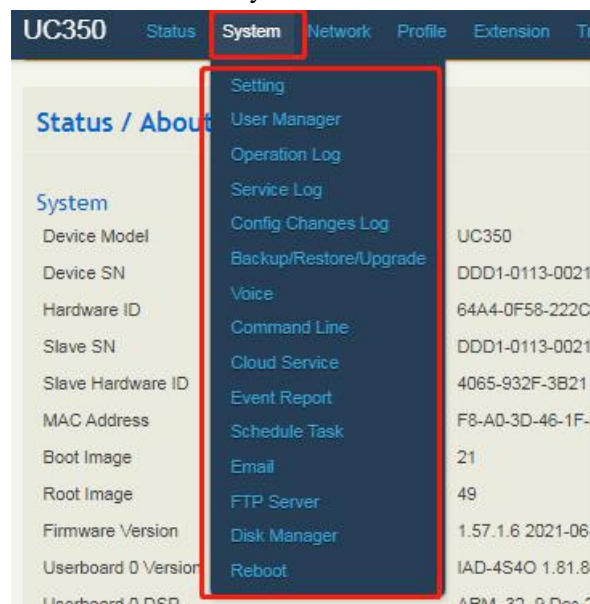 UC350 Status System Network Profile Extension
Setting
Status / About User Manager
Operation Log
System Service Log
Device Model Config Changes Log UC350
Device SN Backup/Restore/Upgrade DDD1-0113-0021
Hardware ID Voice 64A4-0F58-222C
Slave SN Command Line DDD1-0113-0021
Slave Hardware ID Cloud Service 4065-932F-3B21
MAC Address Event Report F8-A0-3D-46-1F-
Schedule Task
Boot Image Email 21
Root Image FTP Server 49
Firmware Version Disk Manager 1.57.1.6 2021-06
Userboard 0 Version Reboot IAD-4S4O 1.81.8